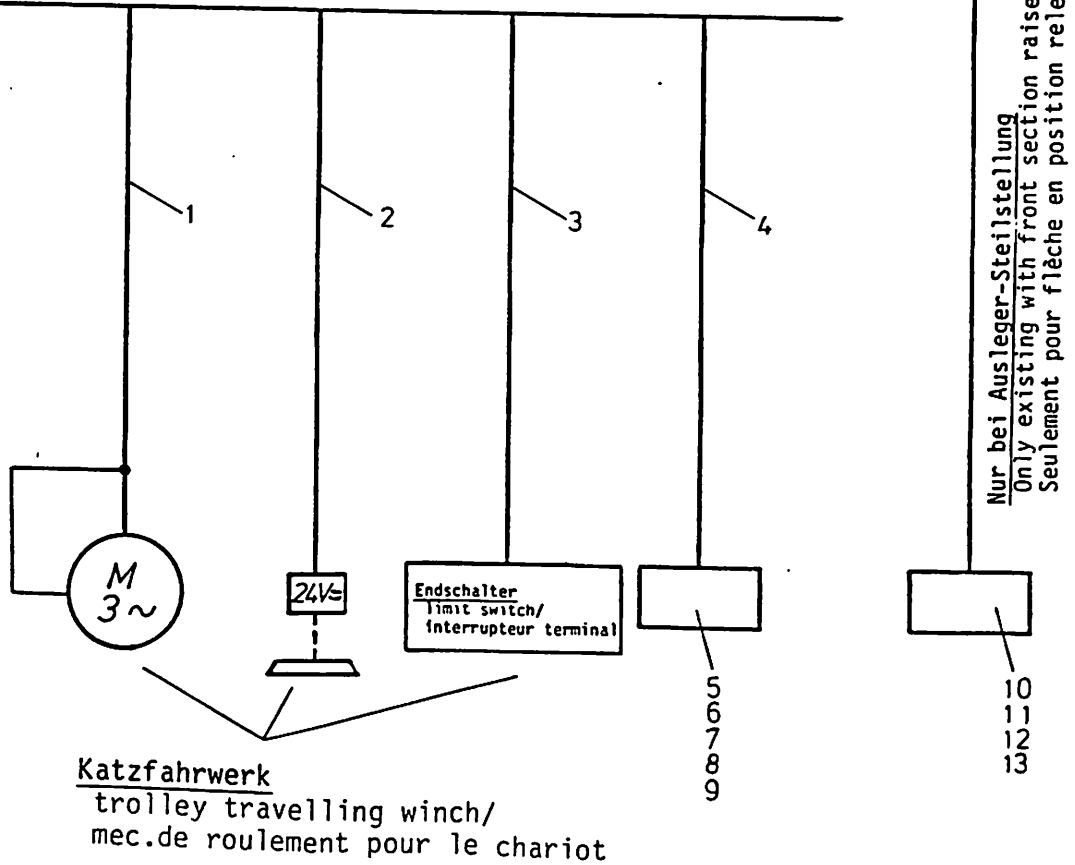 1
2
3
4
Nur bei Ausleger-Steilstellung
Only existing with front section raise
Seulement pour flèche en position rele
M
3~
24V=
Endschalter
limit switch/
interrupteur terminal
5
6
7
8
9
10
11
12
13
Katzfahrwerk
trolley travelling winch/
mec.de roulement pour le chariot